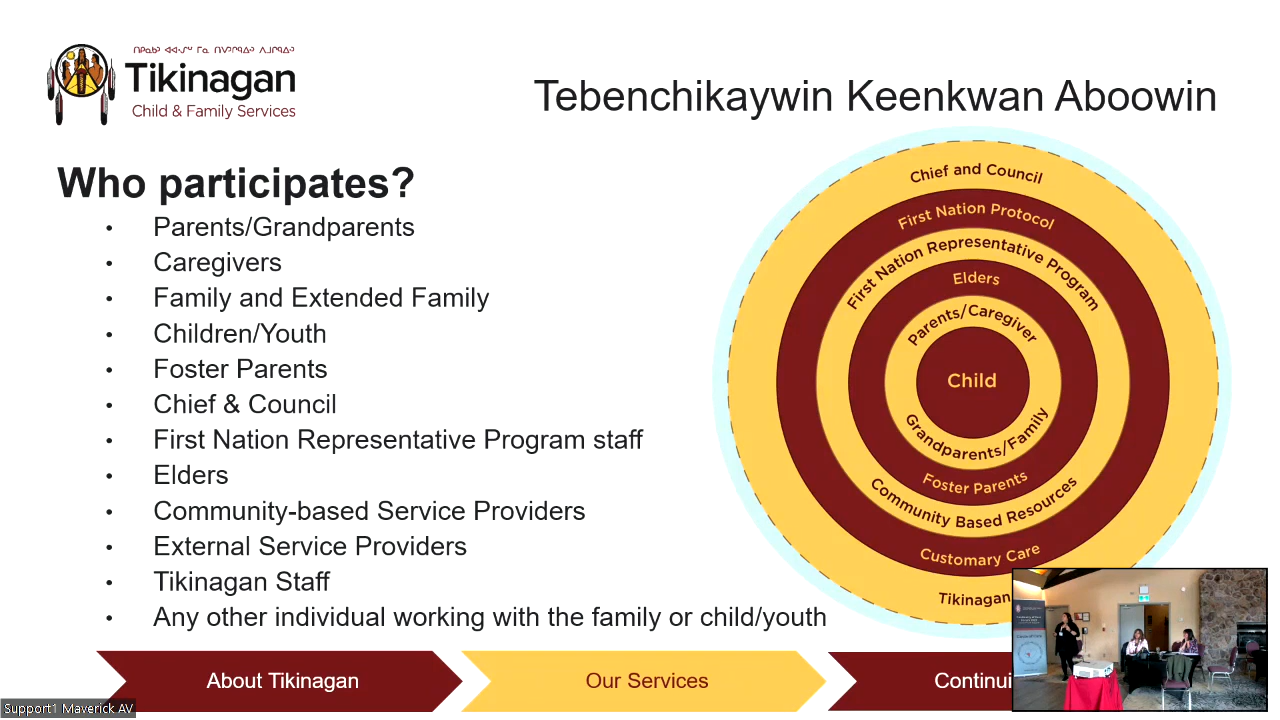 Tikinagan
Child & Family Services
Tebenchikaywin Keenkwan Aboowin
Who participates?
• Parents/Grandparents
• Caregivers
• Family and Extended Family
• Children/Youth
• Foster Parents
• Chief & Council
• First Nation Representative Program staff
• Elders
• Community-based Service Providers
• External Service Providers
• Tikinagan Staff
• Any other individual working with the family or child/youth
Chief and Council
First Nation Protocol
First Nation Representative Program
Elders
Parents/Caregiver
Child
Grandparents/Family
Foster Parents
Community Based Resources
Customary Care
Tikinagan
About Tikinagan
Our Services
Continui
Support1 Maverick AV